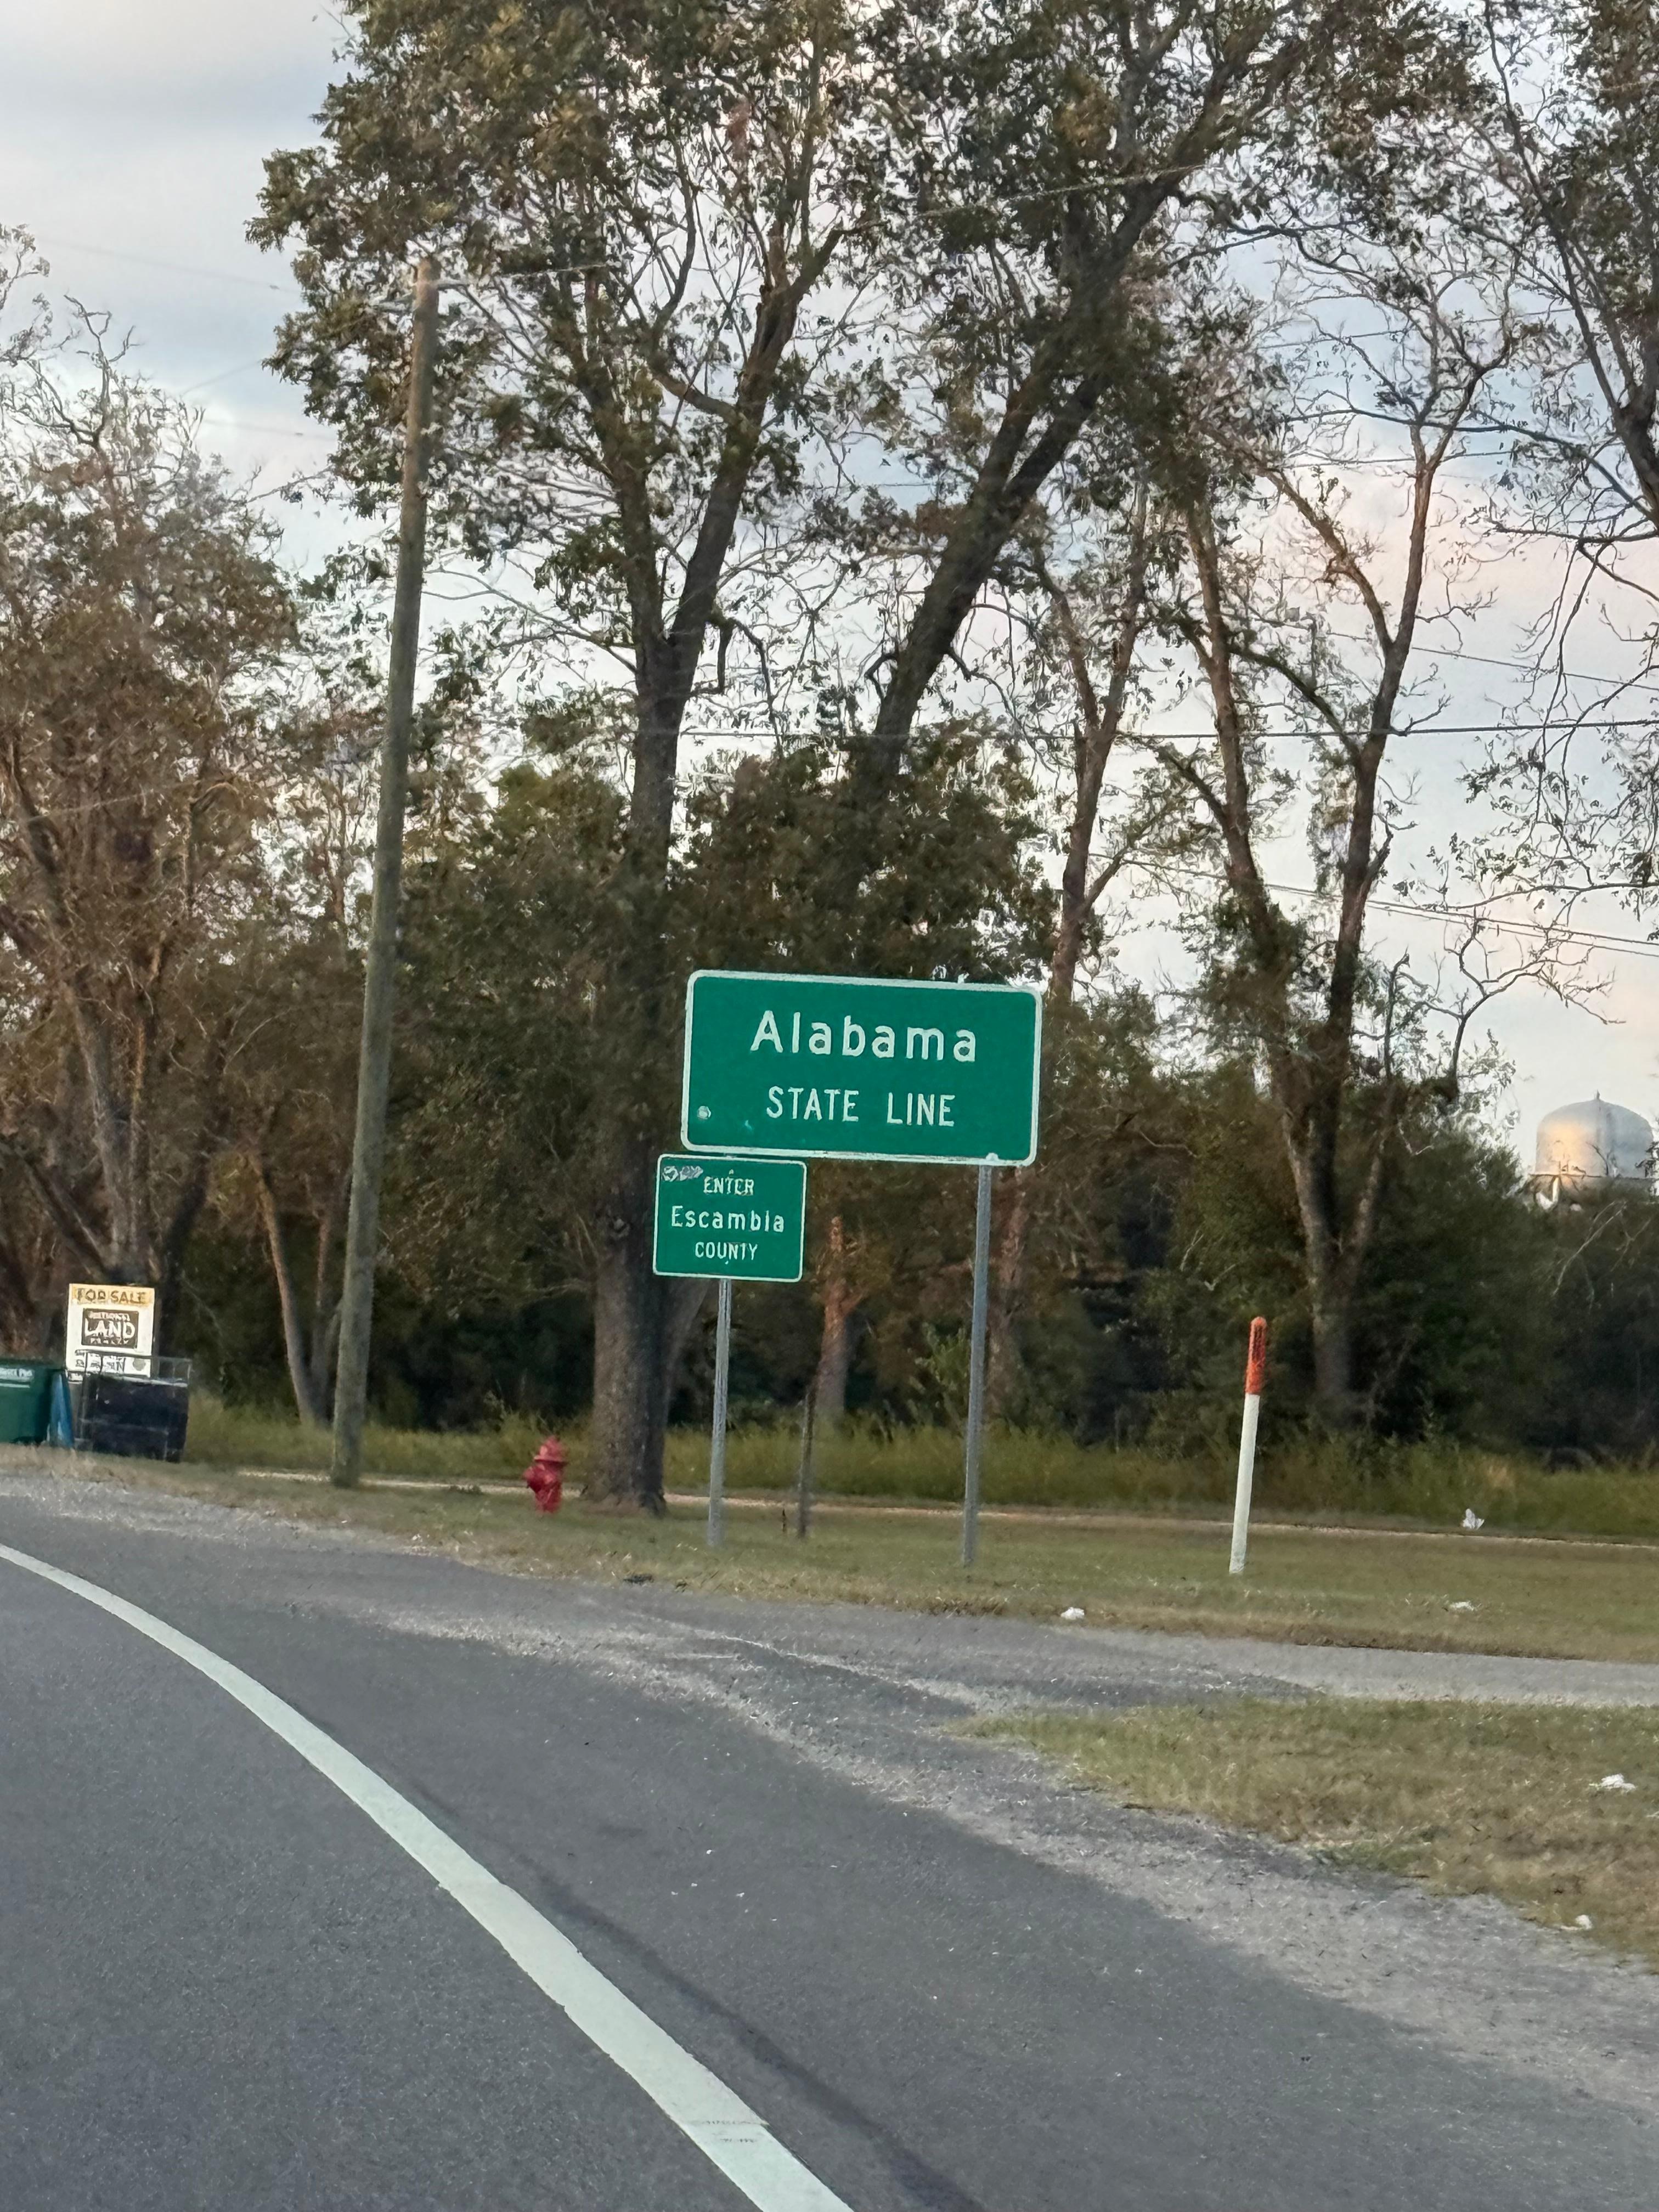 Alabama
STATE LINE
ENTER
Escambia
COUNTY
FOR SALE
LAND